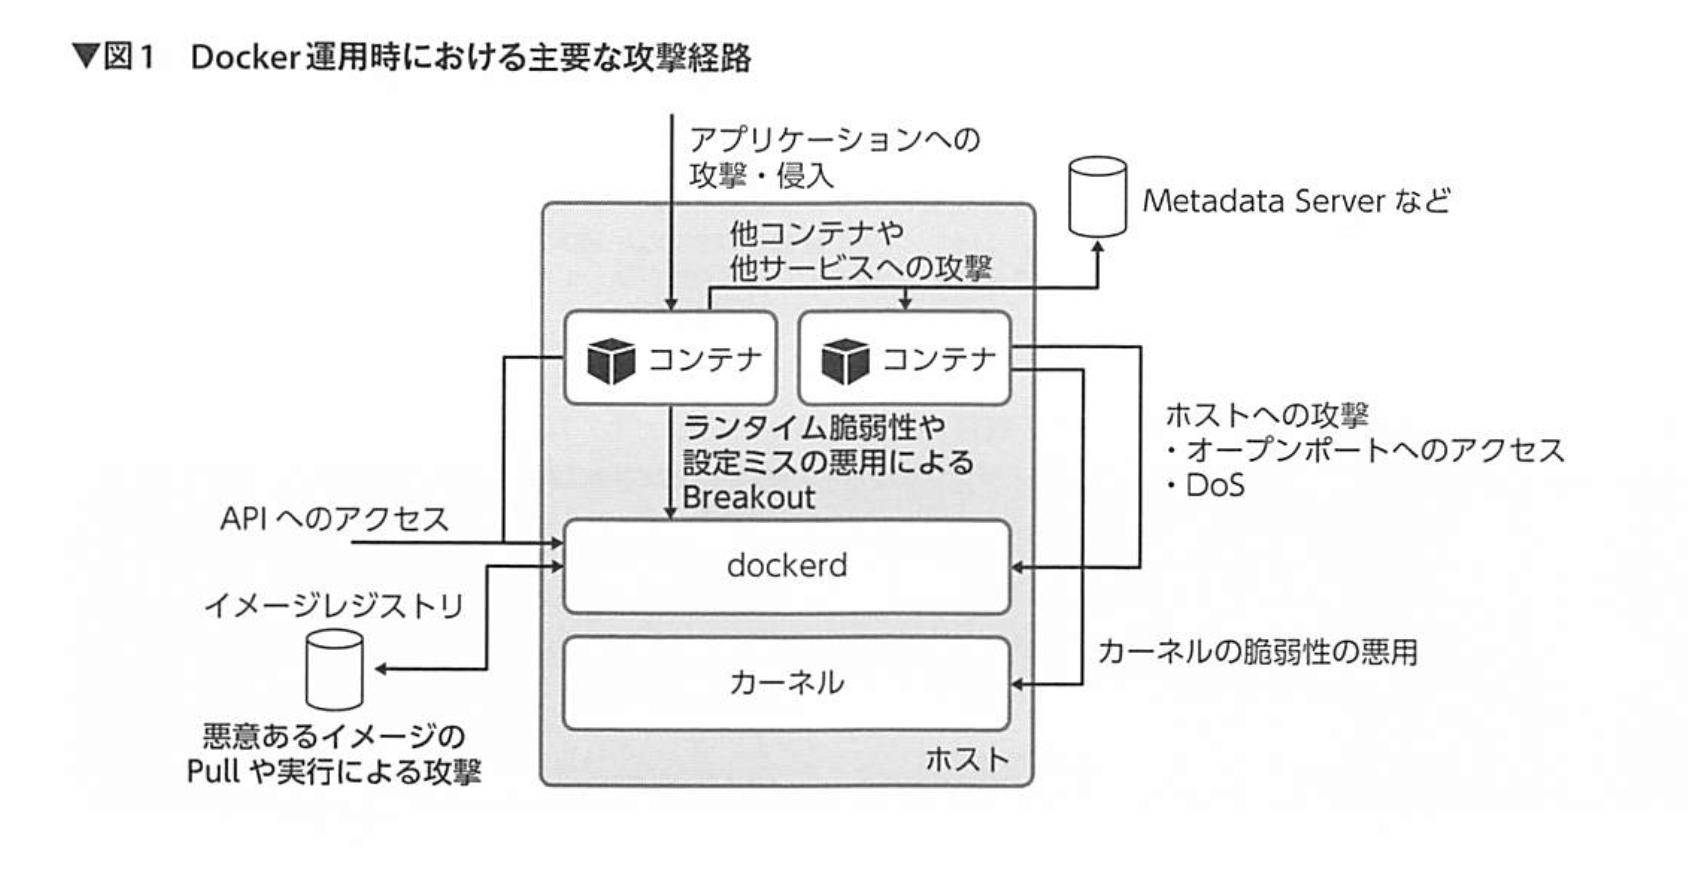 ▼図1 Docker運用時における主要な攻撃経路
アプリケーションへの
攻撃・侵入
Metadata Server など
他コンテナや
他サービスへの攻撃
コンテナ
コンテナ
ランタイム脆弱性や
設定ミスの悪用による
Breakout
ホストへの攻撃
・オープンポートへのアクセス
・DoS
API へのアクセス
dockerd
イメージレジストリ
カーネルの脆弱性の悪用
カーネル
悪意あるイメージの
Pull や実行による攻撃
ホスト